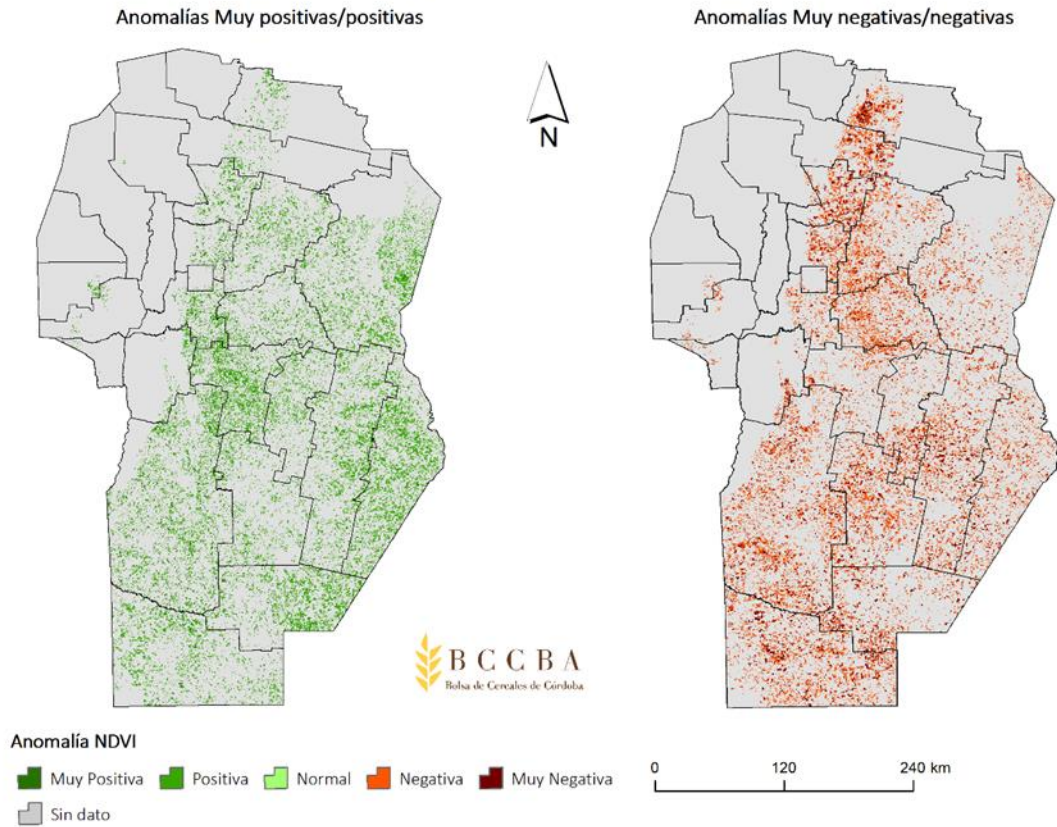 Anomalías Muy positivas/positivas
Anomalías Muy negativas/negativas
N
BCCBA
Bolsa de Cereales de Córdoba
Anomalía NDVI
Muy Positiva Positiva Normal Negativa Muy Negativa
Sin dato
0 120 240 km